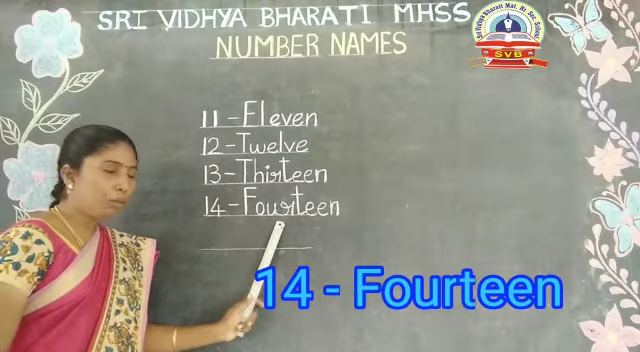 SRI VIDHYA BHARATI MHSS
NUMBER NAMES
SVB
11 - Eleven
12 - Twelve
13 - Thirteen
14 - Fourteen
14 - Fourteen